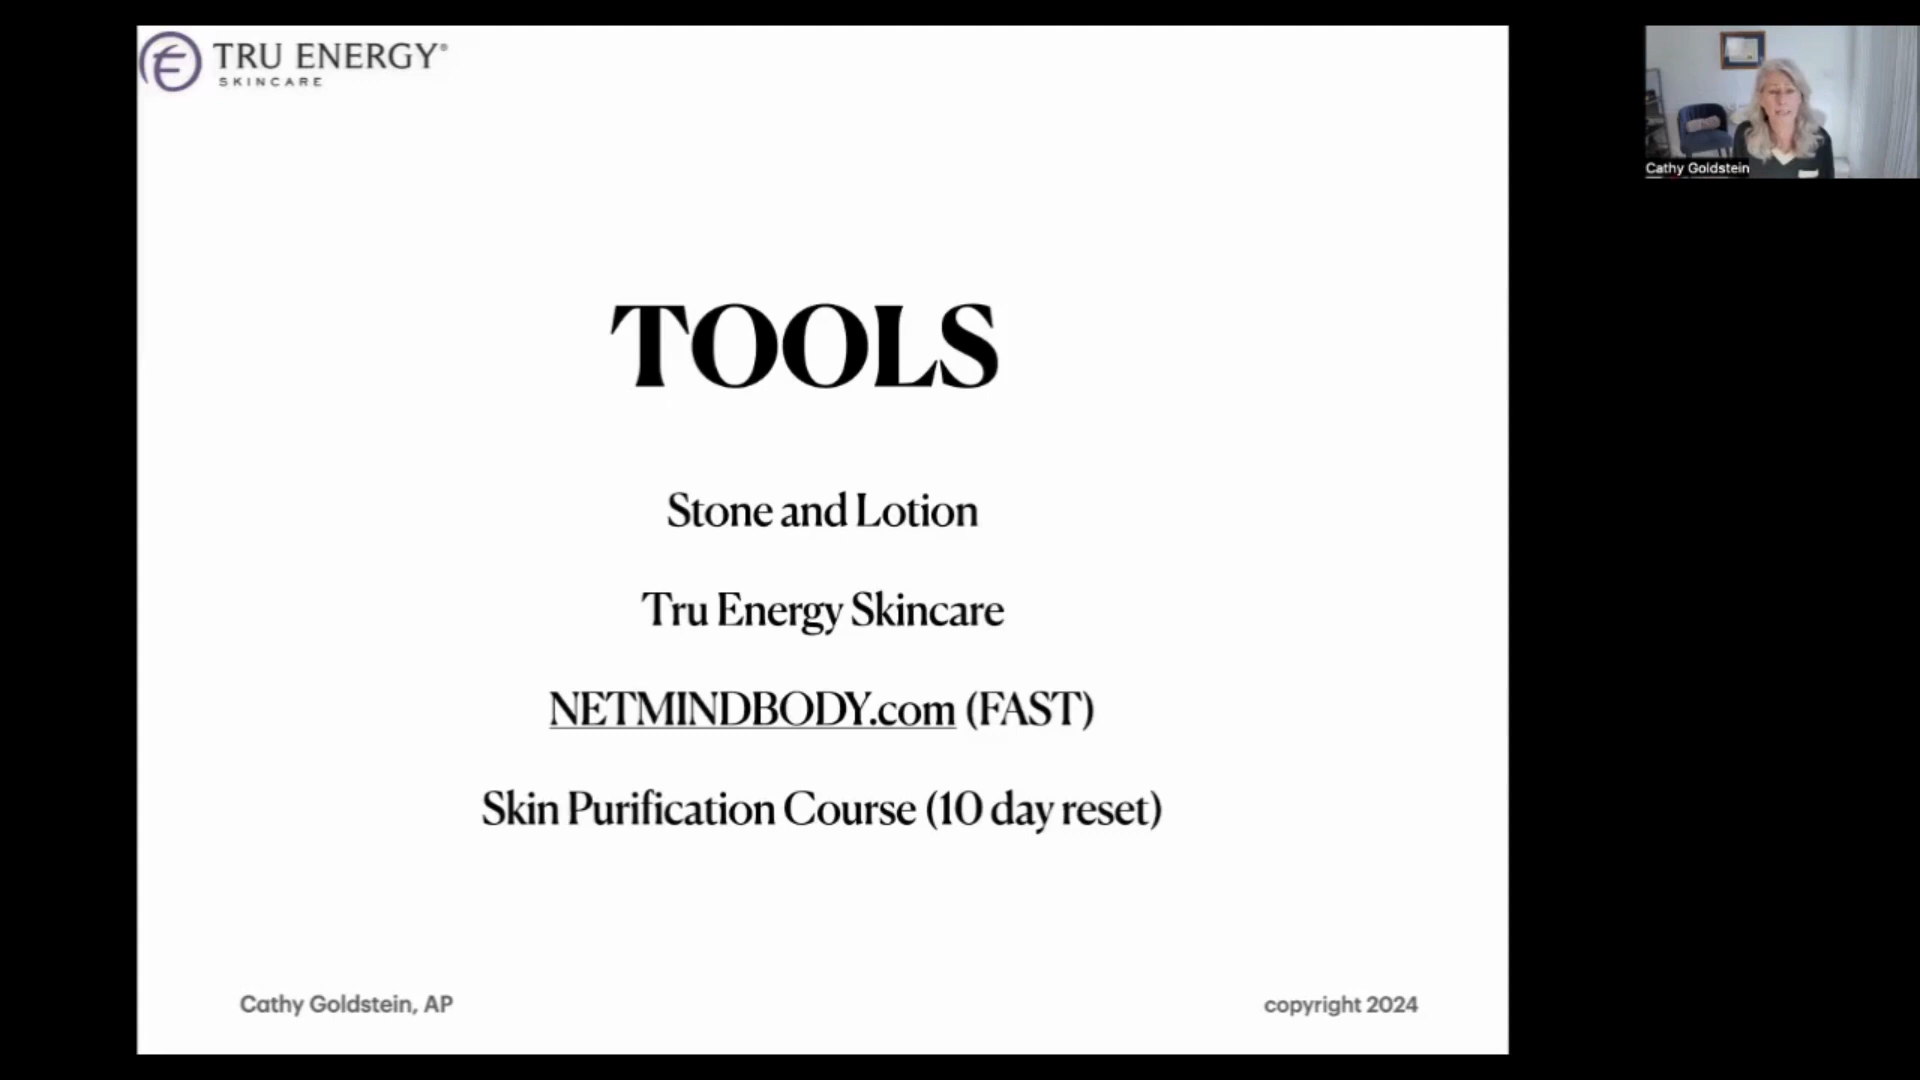 TRU ENERGY®
SKINCARE
Cathy Goldstein
TOOLS
Stone and Lotion
Tru Energy Skincare
NETMINDBODY.com (FAST)
Skin Purification Course (10 day reset)
Cathy Goldstein, AP
copyright 2024